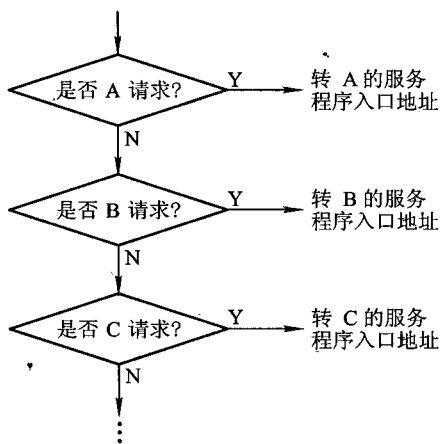 是否 A 请求?
Y
转 A 的服务
程序入口地址
N
是否 B 请求?
Y
转 B 的服务
程序入口地址
N
是否 C 请求?
Y
转 C 的服务
程序入口地址
N